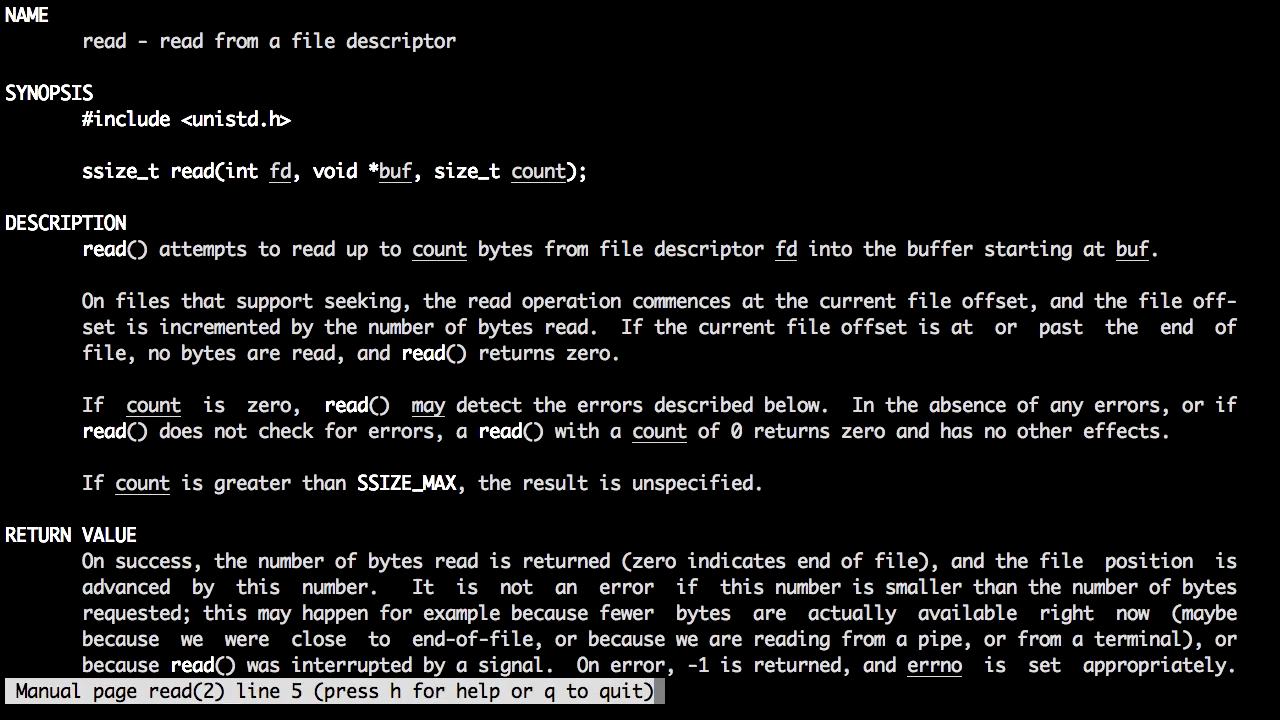 NAME
read - read from a file descriptor
SYNOPSIS
#include <unistd.h>
ssize_t read(int fd, void *buf, size_t count);
DESCRIPTION
read() attempts to read up to count bytes from file descriptor fd into the buffer starting at buf.
On files that support seeking, the read operation commences at the current file offset, and the file off-
set is incremented by the number of bytes read.  If the current file offset is at  or  past  the  end  of
file, no bytes are read, and read() returns zero.
If  count  is  zero,  read()  may detect the errors described below.  In the absence of any errors, or if
read() does not check for errors, a read() with a count of 0 returns zero and has no other effects.
If count is greater than SSIZE_MAX, the result is unspecified.
RETURN VALUE
On success, the number of bytes read is returned (zero indicates end of file), and the file  position  is
advanced  by  this  number.   It  is  not  an  error  if  this number is smaller than the number of bytes
requested; this may happen for example because fewer  bytes  are  actually  available  right  now  (maybe
because  we  were  close  to  end-of-file, or because we are reading from a pipe, or from a terminal), or
because read() was interrupted by a signal.  On error, -1 is returned, and errno  is  set  appropriately.
Manual page read(2) line 5 (press h for help or q to quit)